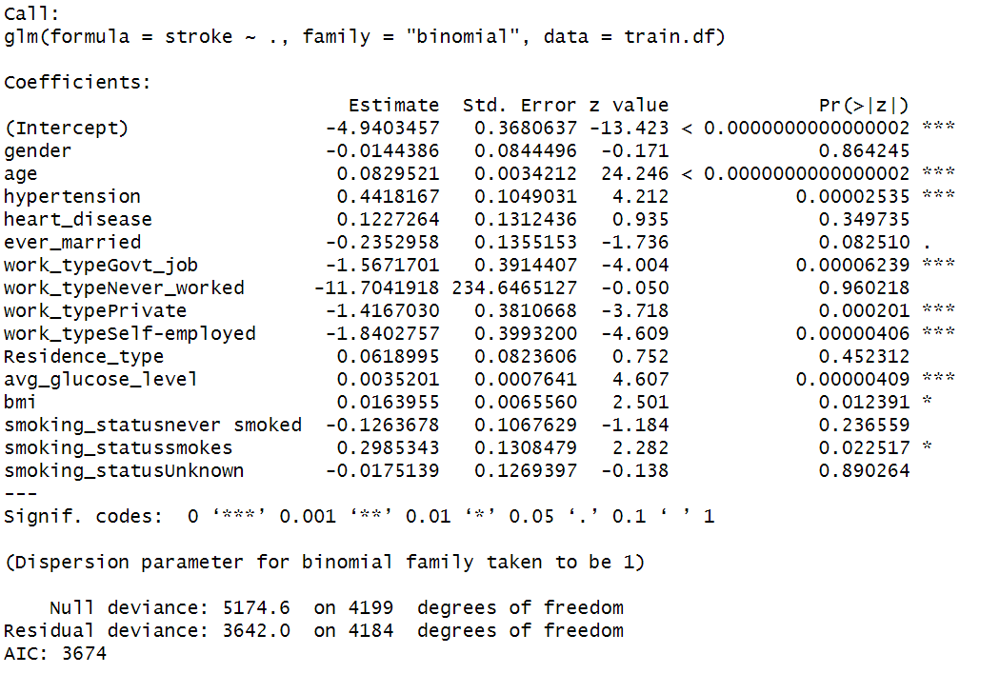 Call:
glm(formula = stroke ~ ., family = "binomial", data = train.df)
Coefficients:
Estimate Std. Error z value Pr(>|z|)
(Intercept) -4.9403457 0.3680637 -13.423 < 0.0000000000000002 ***
gender -0.0144386 0.0844496 -0.171 0.864245
age 0.0829521 0.0034212 24.246 < 0.0000000000000002 ***
hypertension 0.4418167 0.1049031 4.212 0.00002535 ***
heart_disease 0.1227264 0.1312436 0.935 0.349735
ever_married -0.2352958 0.1355153 -1.736 0.082510 .
work_typeGovt_job -1.5671701 0.3914407 -4.004 0.00006239 ***
work_typeNever_worked -11.7041918 234.6465127 -0.050 0.960218
work_typePrivate -1.4167030 0.3810668 -3.718 0.000201 ***
work_typeSelf-employed -1.8402757 0.3993200 -4.609 0.00000406 ***
Residence_type 0.0618995 0.0823606 0.752 0.452312
avg_glucose_level 0.0035201 0.0007641 4.607 0.00000409 ***
bmi 0.0163955 0.0065560 2.501 0.012391 *
smoking_statusnever smoked -0.1263678 0.1067629 -1.184 0.236559
smoking_statussmokes 0.2985343 0.1308479 2.282 0.022517 *
smoking_statusUnknown -0.0175139 0.1269397 -0.138 0.890264
---
Signif. codes: 0 ‘***’ 0.001 ‘**’ 0.01 ‘*’ 0.05 ‘.’ 0.1 ‘ ’ 1
(Dispersion parameter for binomial family taken to be 1)
Null deviance: 5174.6 on 4199 degrees of freedom
Residual deviance: 3642.0 on 4184 degrees of freedom
AIC: 3674